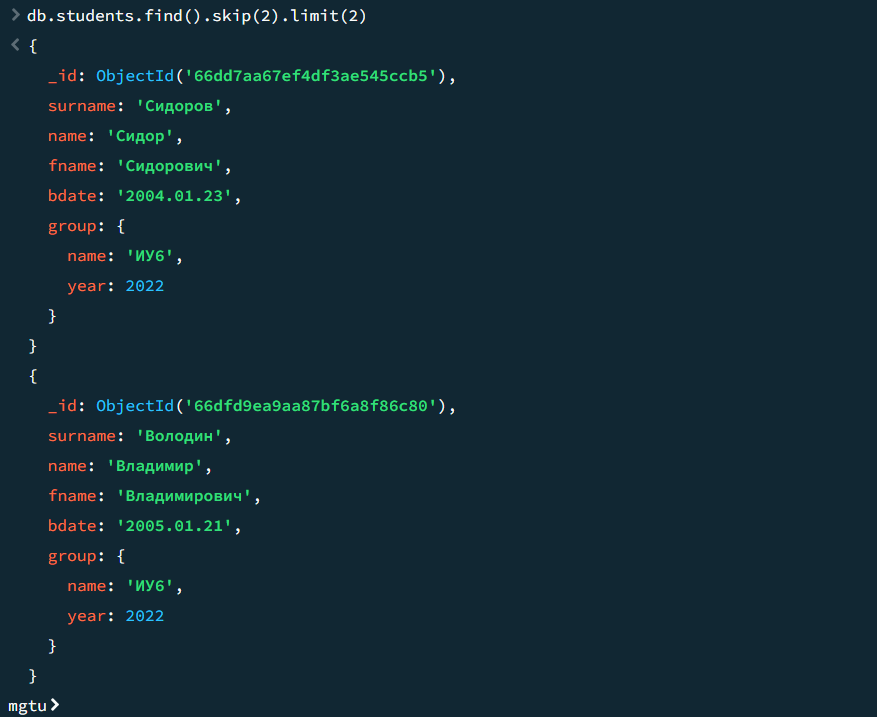 > db.students.find().skip(2).limit(2)
< {
_id: ObjectId('66dd7aa67ef4df3ae545ccb5'),
surname: 'Сидоров',
name: 'Сидор',
fname: 'Сидорович',
bdate: '2004.01.23',
group: {
name: 'ИУ6',
year: 2022
}
}
{
_id: ObjectId('66dfd9ea9aa87bf6a8f86c80'),
surname: 'Володин',
name: 'Владимир',
fname: 'Владимирович',
bdate: '2005.01.21',
group: {
name: 'ИУ6',
year: 2022
}
}
mgtu>